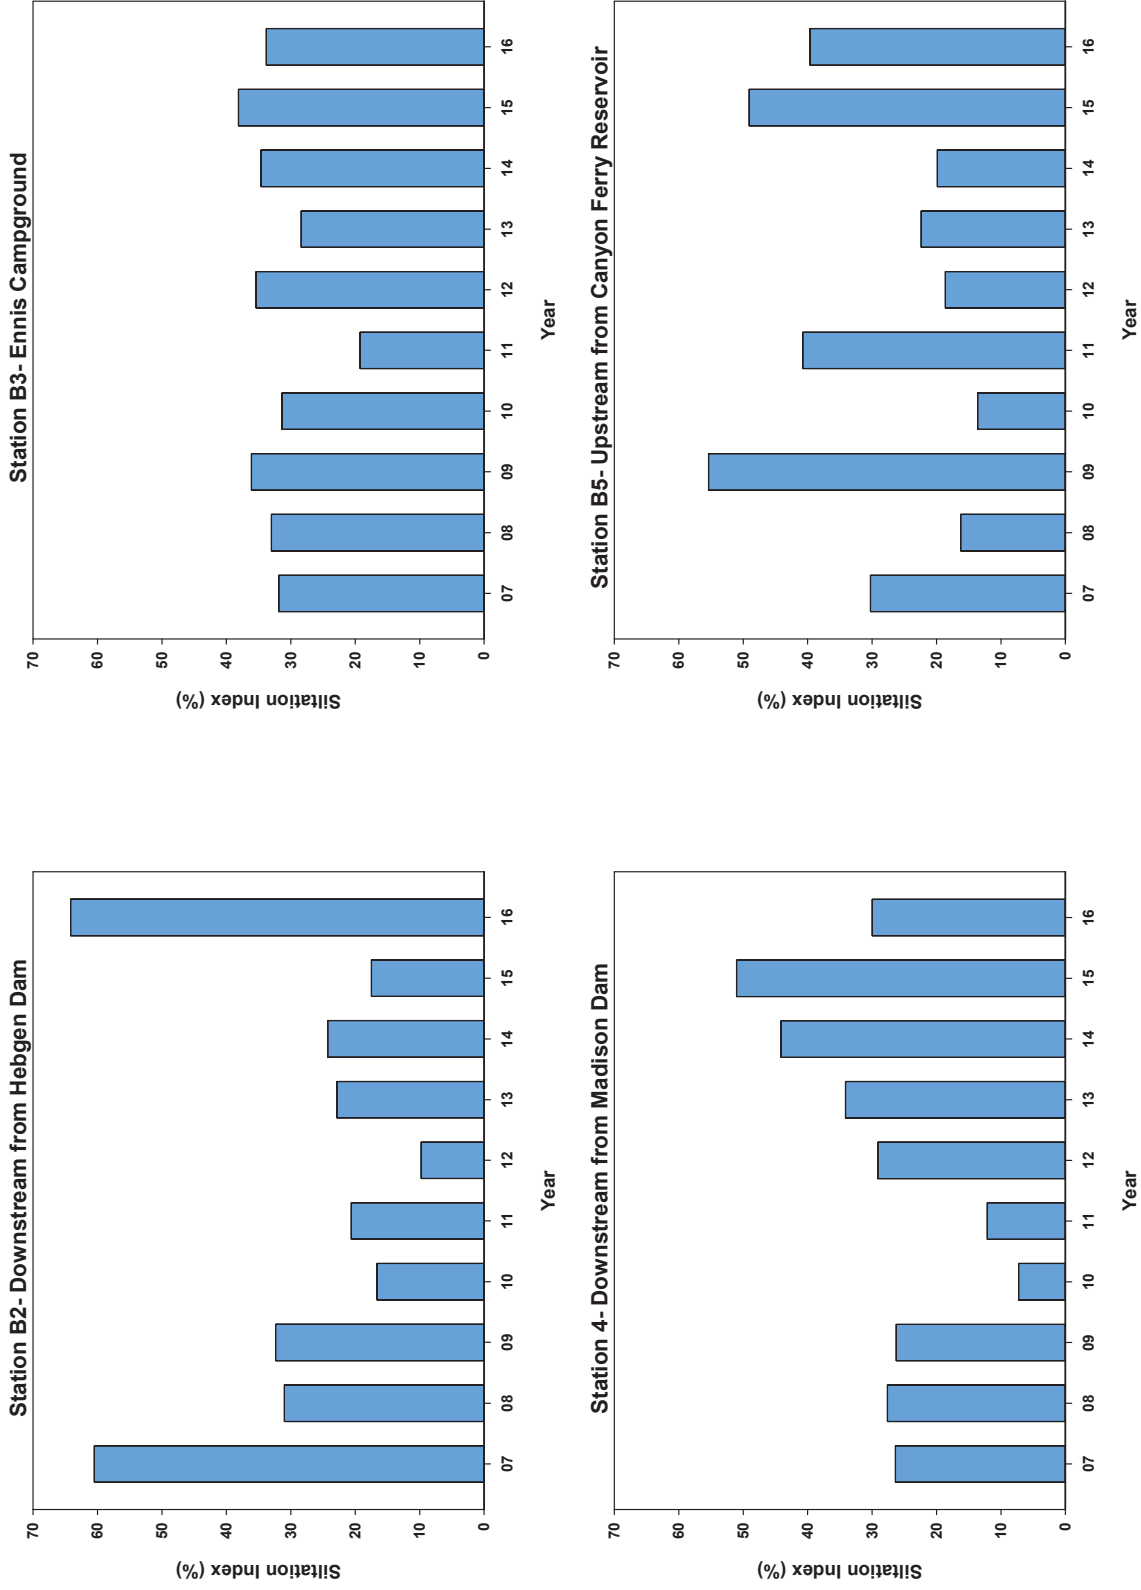 Station B2- Downstream from Hebgen Dam
70
60
50
40
30
20
10
0
Siltation Index (%)
07 08 09 10 11 12 13 14 15 16
Year
Station B3- Ennis Campground
70
60
50
40
30
20
10
0
Siltation Index (%)
07 08 09 10 11 12 13 14 15 16
Year
Station 4- Downstream from Madison Dam
70
60
50
40
30
20
10
0
Siltation Index (%)
07 08 09 10 11 12 13 14 15 16
Year
Station B5- Upstream from Canyon Ferry Reservoir
70
60
50
40
30
20
10
0
Siltation Index (%)
07 08 09 10 11 12 13 14 15 16
Year